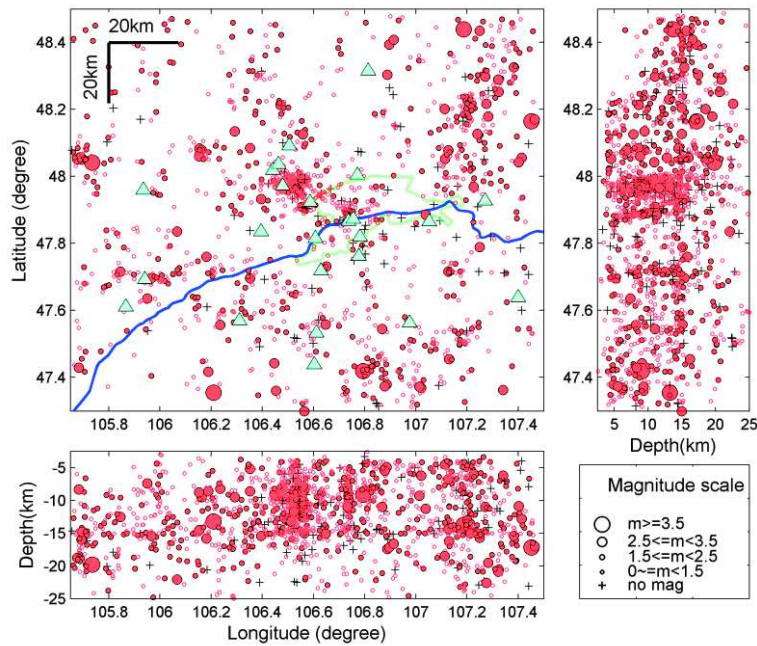 20km
20km
48.4
48.2
48
47.8
47.6
47.4
Latitude (degree)
105.8 106 106.2 106.4 106.6 106.8 107 107.2 107.4
48.4
48.2
48
47.8
47.6
47.4
5 10 15 20 25
Depth(km)
-5
-10
-15
-20
-25
Depth(km)
105.8 106 106.2 106.4 106.6 106.8 107 107.2 107.4
Longitude (degree)
Magnitude scale
m>=3.5
2.5<=m<3.5
1.5<=m<2.5
0~=m<1.5
no mag